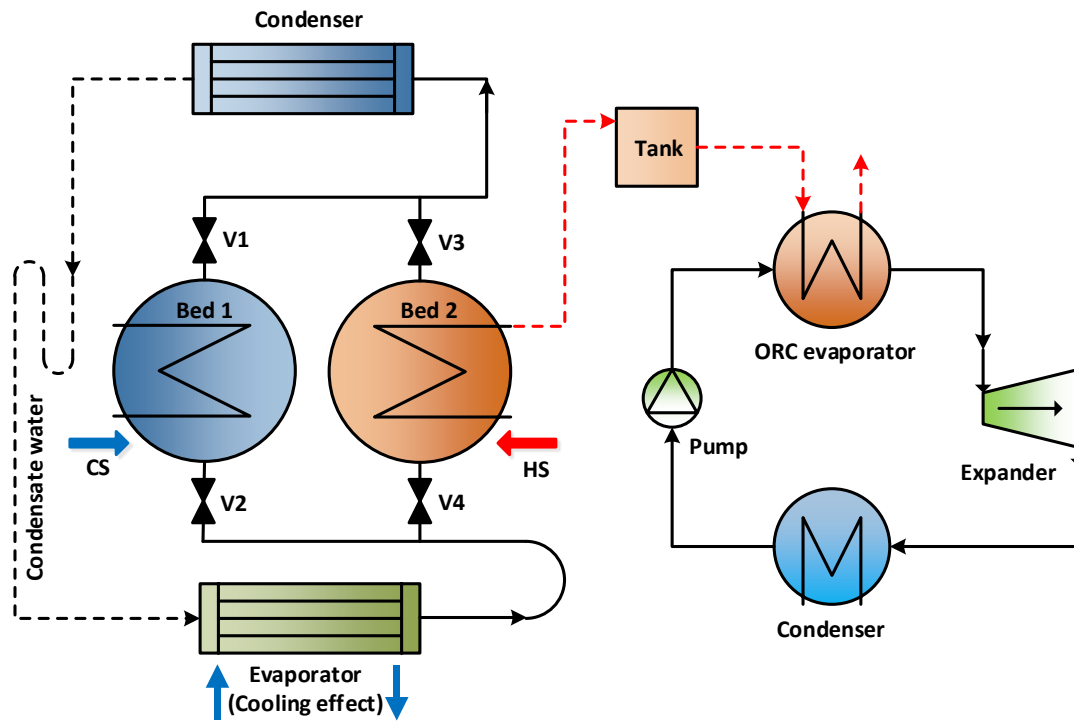 Condenser
Tank
V1
V3
Bed 1
Bed 2
ORC evaporator
Condensate water
CS
HS
Pump
Expander
V2
V4
Condenser
Evaporator
(Cooling effect)